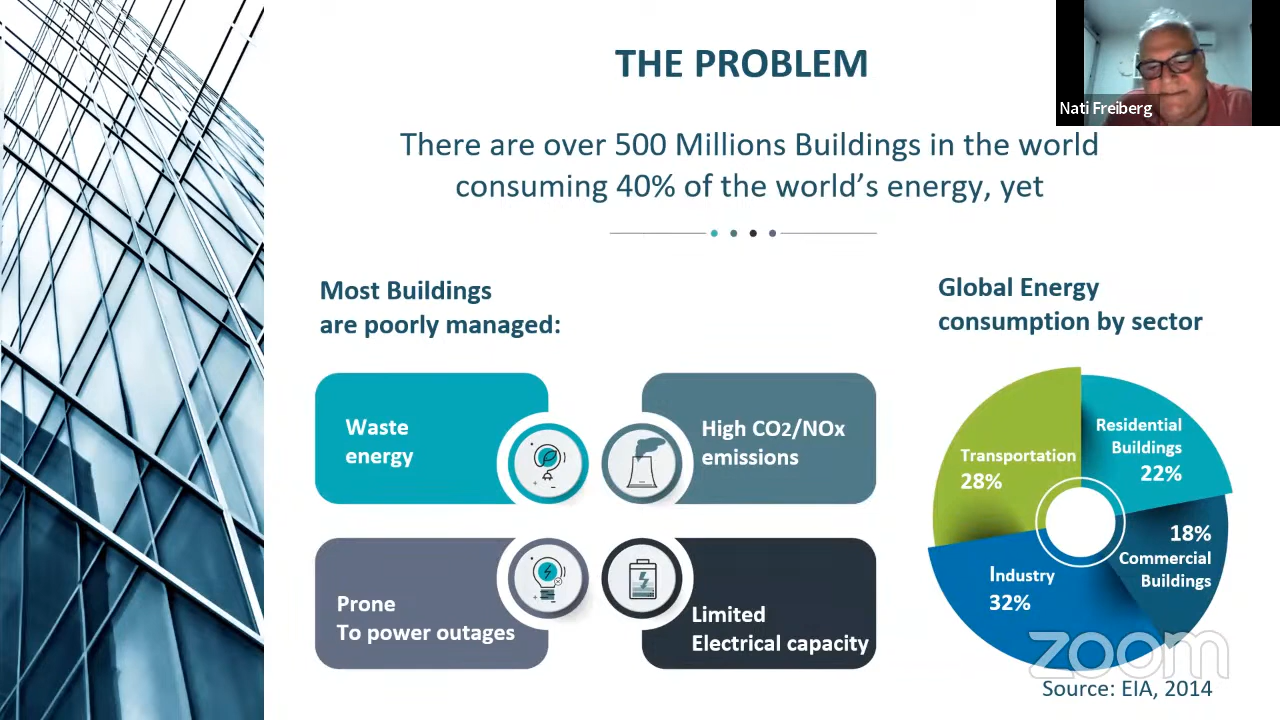 THE PROBLEM
Nati Freiberg
There are over 500 Millions Buildings in the world
consuming 40% of the world's energy, yet
Most Buildings
are poorly managed:
Waste
energy
High CO2/NOx
emissions
Prone
To power outages
Limited
Electrical capacity
Global Energy
consumption by sector
Residential
Buildings
22%
Transportation
28%
18%
Commercial
Buildings
Industry
32%
zoom
Source: EIA, 2014